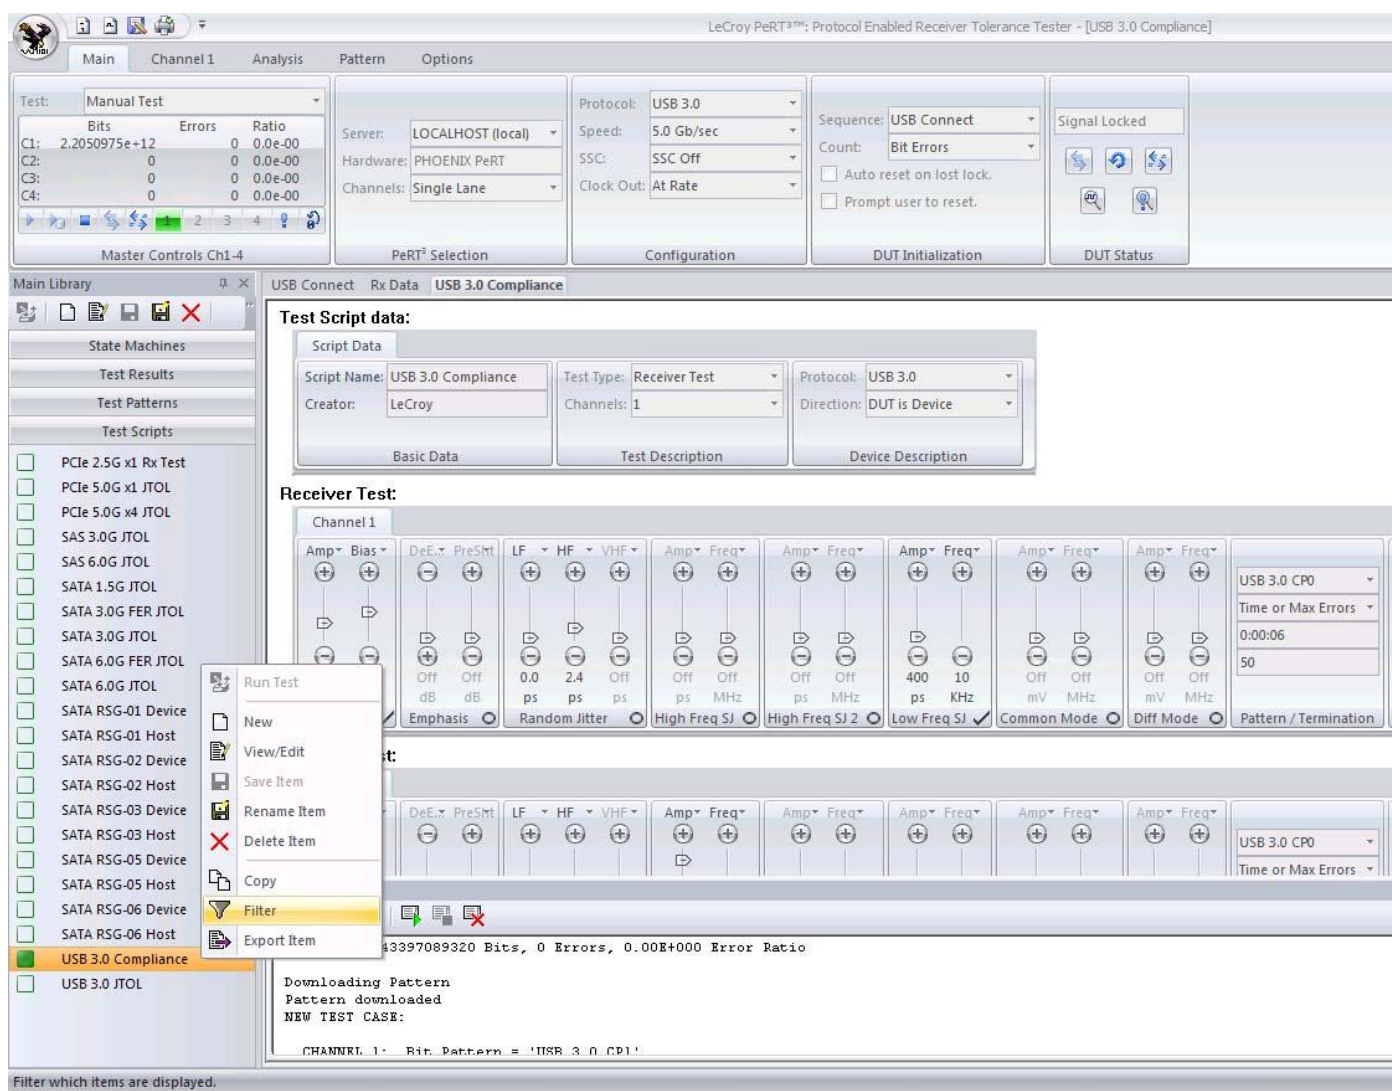 LeCroy PeRT³™: Protocol Enabled Receiver Tolerance Tester - [USB 3.0 Compliance]
Main Channel 1 Analysis Pattern Options
Test: Manual Test
Bits Errors Ratio
C1: 2.2050975e+12 0 0.0e-00
C2: 0 0 0.0e-00
C3: 0 0 0.0e-00
C4: 0 0 0.0e-00
1 2 3 4
Master Controls Ch1-4
Server: LOCALHOST (local)
Hardware: PHOENIX PeRT
Channels: Single Lane
PeRT³ Selection
Protocol: USB 3.0
Speed: 5.0 Gb/sec
SSC: SSC Off
Clock Out: At Rate
Configuration
Sequence: USB Connect
Count: Bit Errors
Auto reset on lost lock.
Prompt user to reset.
DUT Initialization
Signal Locked
DUT Status
Main Library
State Machines
Test Results
Test Patterns
Test Scripts
PCIe 2.5G x1 Rx Test
PCIe 5.0G x1 JTOL
PCIe 5.0G x4 JTOL
SAS 3.0G JTOL
SAS 6.0G JTOL
SATA 1.5G JTOL
SATA 3.0G FER JTOL
SATA 3.0G JTOL
SATA 6.0G FER JTOL
SATA 6.0G JTOL
SATA RSG-01 Device
SATA RSG-01 Host
SATA RSG-02 Device
SATA RSG-02 Host
SATA RSG-03 Device
SATA RSG-03 Host
SATA RSG-05 Device
SATA RSG-05 Host
SATA RSG-06 Device
SATA RSG-06 Host
USB 3.0 Compliance
USB 3.0 JTOL
Run Test
New
View/Edit
Save Item
Rename Item
Delete Item
Copy
Filter
Export Item
USB Connect Rx Data USB 3.0 Compliance
Test Script data:
Script Data
Script Name: USB 3.0 Compliance
Creator: LeCroy
Basic Data
Test Type: Receiver Test
Channels: 1
Test Description
Protocol: USB 3.0
Direction: DUT is Device
Device Description
Receiver Test:
Channel 1
Amp Bias DeE.. PreSht LF HF VHF Amp Freq Amp Freq Amp Freq Amp Freq Amp Freq
USB 3.0 CP0
Time or Max Errors
0:00:06
50
Off Off 0.0 2.4 Off Off Off Off Off 400 10 Off Off Off Off
dB dB ps ps ps ps MHz ps MHz ps KHz mV MHz mV MHz
Emphasis Random Jitter High Freq SJ High Freq SJ 2 Low Freq SJ Common Mode Diff Mode Pattern / Termination
st:
DeE.. PreSht LF HF VHF Amp Freq Amp Freq Amp Freq Amp Freq Amp Freq
USB 3.0 CP0
Time or Max Errors
43397089320 Bits, 0 Errors, 0.00E+000 Error Ratio
Downloading Pattern
Pattern downloaded
NEW TEST CASE:
CHANNEL 1: Bit Pattern = 'USB 3.0 CP1'
Filter which items are displayed.